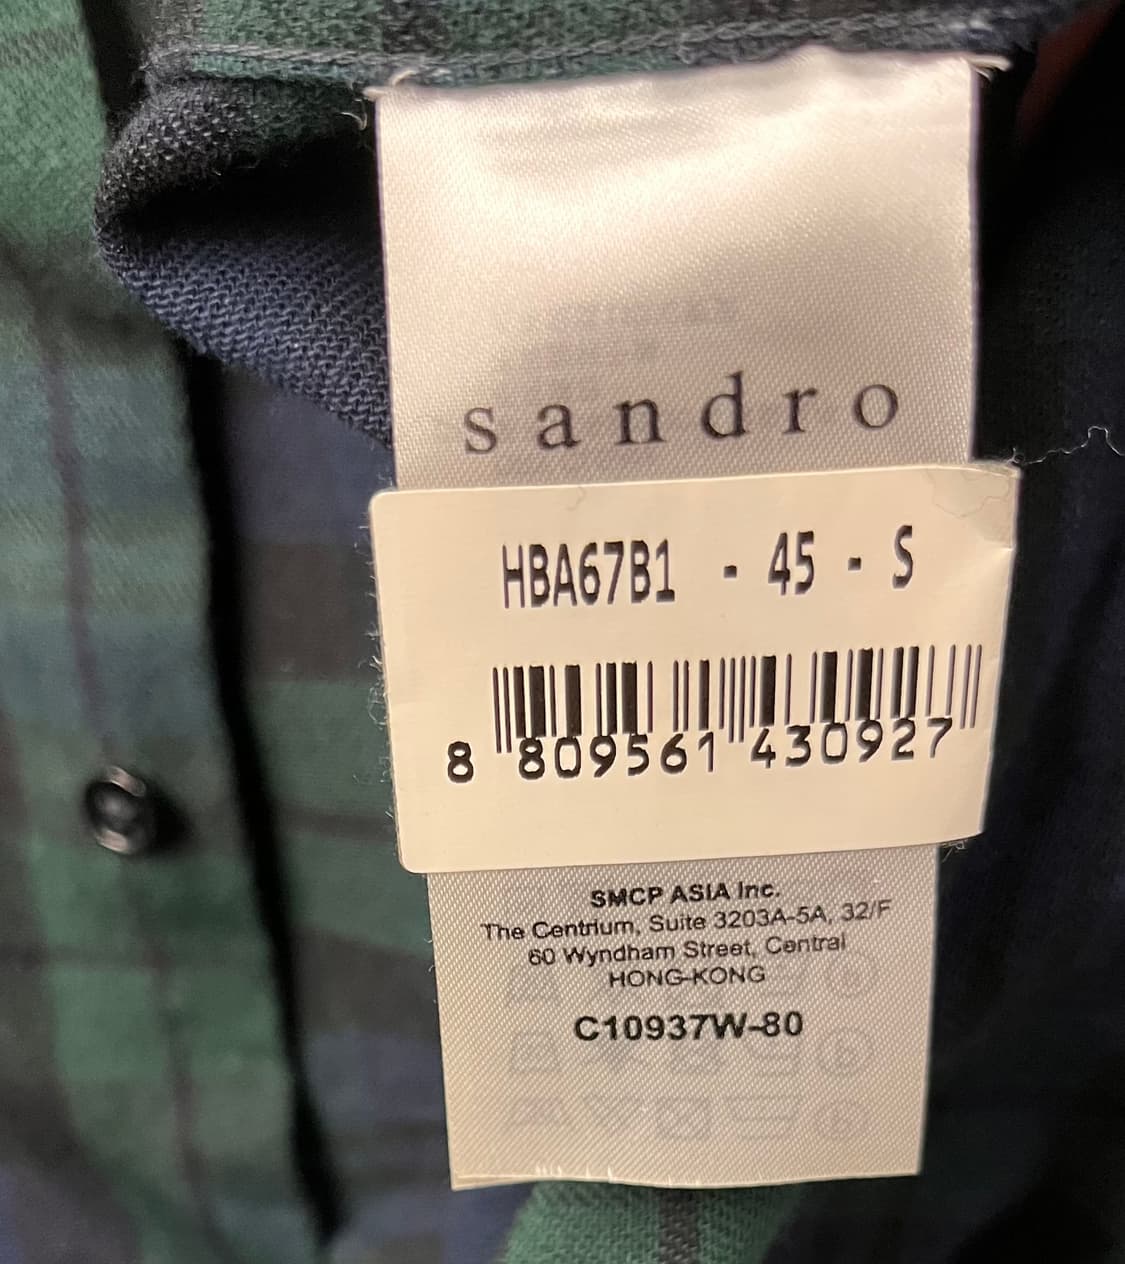 sandro
HBA67B1 - 45 - S
8 809561 430927
SMCP ASIA Inc.
The Centrium, Suite 3203A-5A, 32/F
60 Wyndham Street, Central
HONG-KONG
C10937W-80